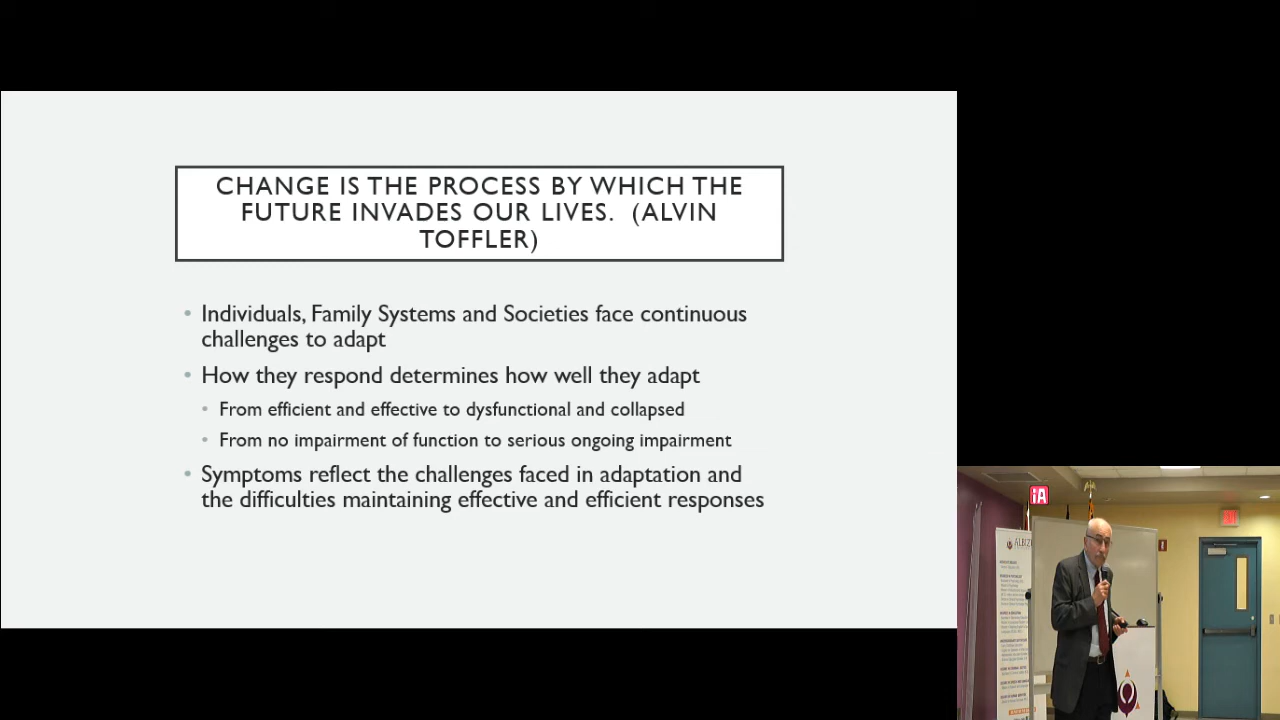 CHANGE IS THE PROCESS BY WHICH THE
FUTURE INVADES OUR LIVES. (ALVIN
TOFFLER)
• Individuals, Family Systems and Societies face continuous
challenges to adapt
• How they respond determines how well they adapt
• From efficient and effective to dysfunctional and collapsed
• From no impairment of function to serious ongoing impairment
• Symptoms reflect the challenges faced in adaptation and
the difficulties maintaining effective and efficient responses
iA